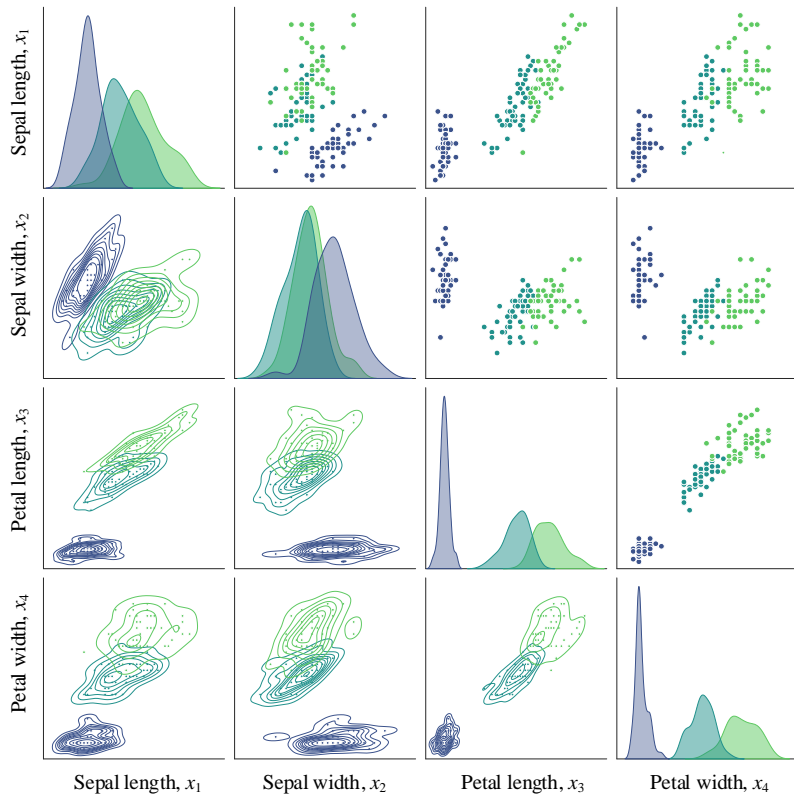 Sepal length, x₁
Sepal width, x₂
Petal length, x₃
Petal width, x₄
Sepal length, x₁
Sepal width, x₂
Petal length, x₃
Petal width, x₄